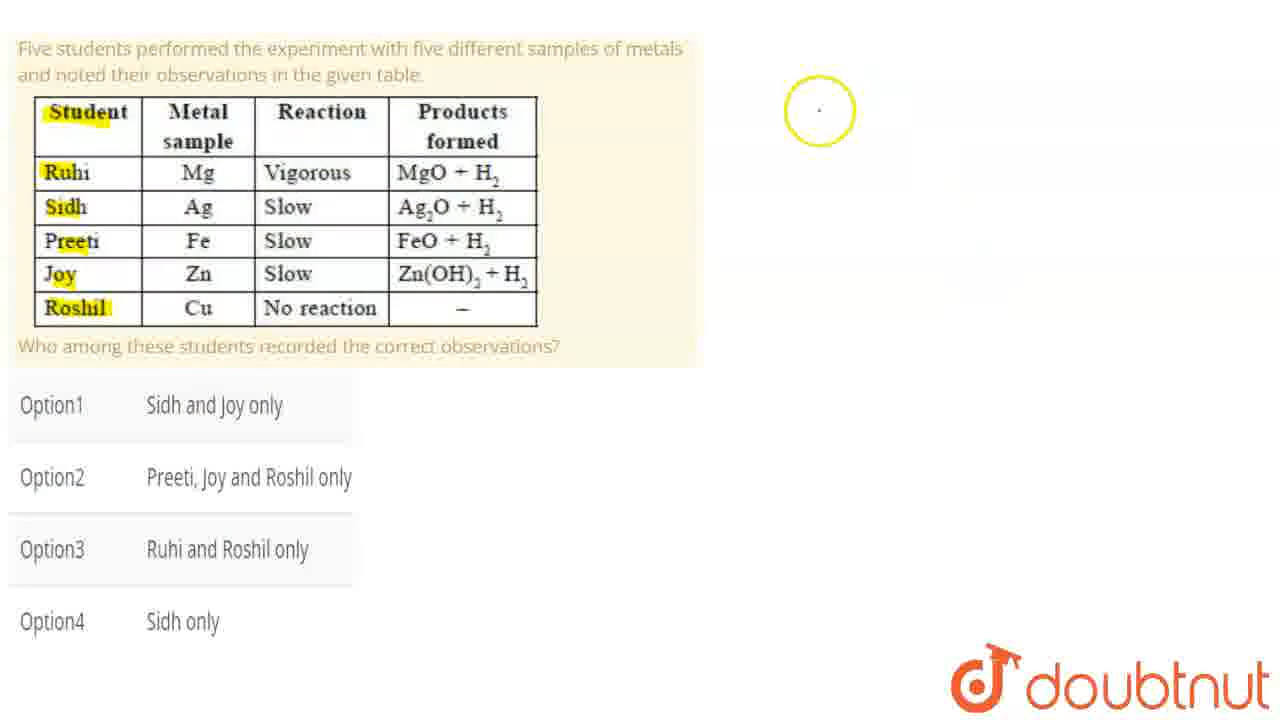 Five students performed the experiment with five different samples of metals
and noted their observations in the given table.
Student Metal sample Reaction Products formed
Ruhi Mg Vigorous MgO + H₂
Sidh Ag Slow Ag₂O + H₂
Preeti Fe Slow FeO + H₂
Joy Zn Slow Zn(OH)₂ + H₂
Roshil Cu No reaction –
Who among these students recorded the correct observations?
Option1 Sidh and Joy only
Option2 Preeti, Joy and Roshil only
Option3 Ruhi and Roshil only
Option4 Sidh only
doubtnut